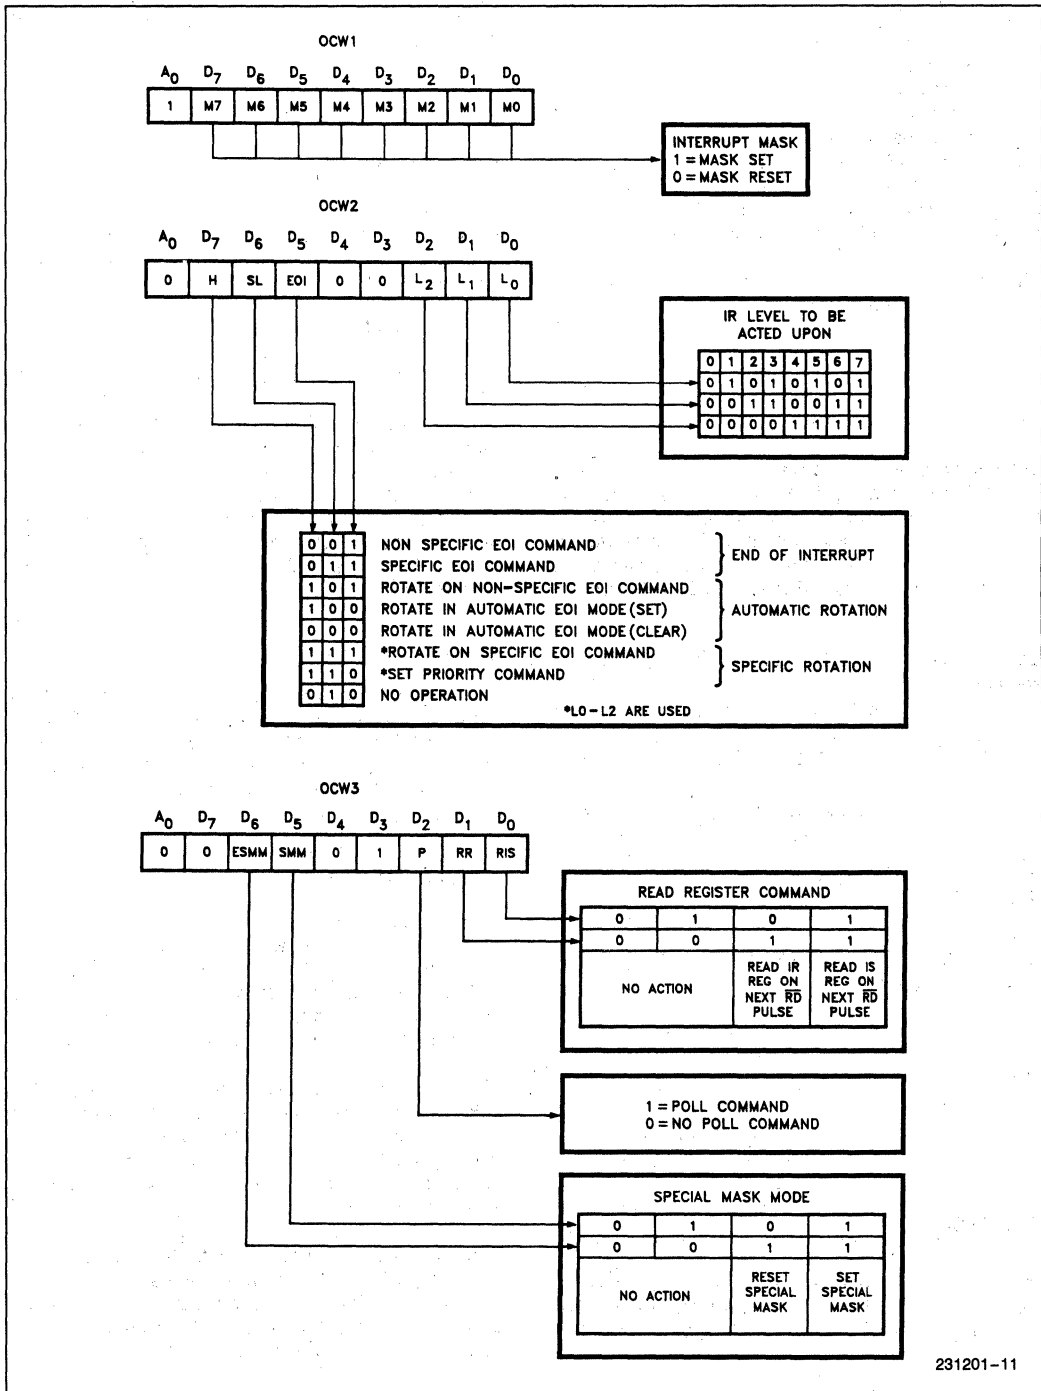 OCW1
A0 D7 D6 D5 D4 D3 D2 D1 D0
1 M7 M6 M5 M4 M3 M2 M1 M0
INTERRUPT MASK
1 = MASK SET
0 = MASK RESET
OCW2
A0 D7 D6 D5 D4 D3 D2 D1 D0
0 H SL EOI 0 0 L2 L1 L0
IR LEVEL TO BE
ACTED UPON
0 1 2 3 4 5 6 7
0 1 0 1 0 1 0 1
0 0 1 1 0 0 1 1
0 0 0 0 1 1 1 1
0 0 1 NON SPECIFIC EOI COMMAND
0 1 1 SPECIFIC EOI COMMAND
END OF INTERRUPT
1 0 1 ROTATE ON NON-SPECIFIC EOI COMMAND
1 0 0 ROTATE IN AUTOMATIC EOI MODE (SET)
0 0 0 ROTATE IN AUTOMATIC EOI MODE (CLEAR)
AUTOMATIC ROTATION
1 1 1 *ROTATE ON SPECIFIC EOI COMMAND
1 1 0 *SET PRIORITY COMMAND
SPECIFIC ROTATION
0 1 0 NO OPERATION
*L0-L2 ARE USED
OCW3
A0 D7 D6 D5 D4 D3 D2 D1 D0
0 0 ESMM SMM 0 1 P RR RIS
READ REGISTER COMMAND
0 1 0 1
0 0 1 1
NO ACTION
READ IR
REG ON
NEXT RD
PULSE
READ IS
REG ON
NEXT RD
PULSE
1 = POLL COMMAND
0 = NO POLL COMMAND
SPECIAL MASK MODE
0 1 0 1
0 0 1 1
NO ACTION
RESET
SPECIAL
MASK
SET
SPECIAL
MASK
231201-11